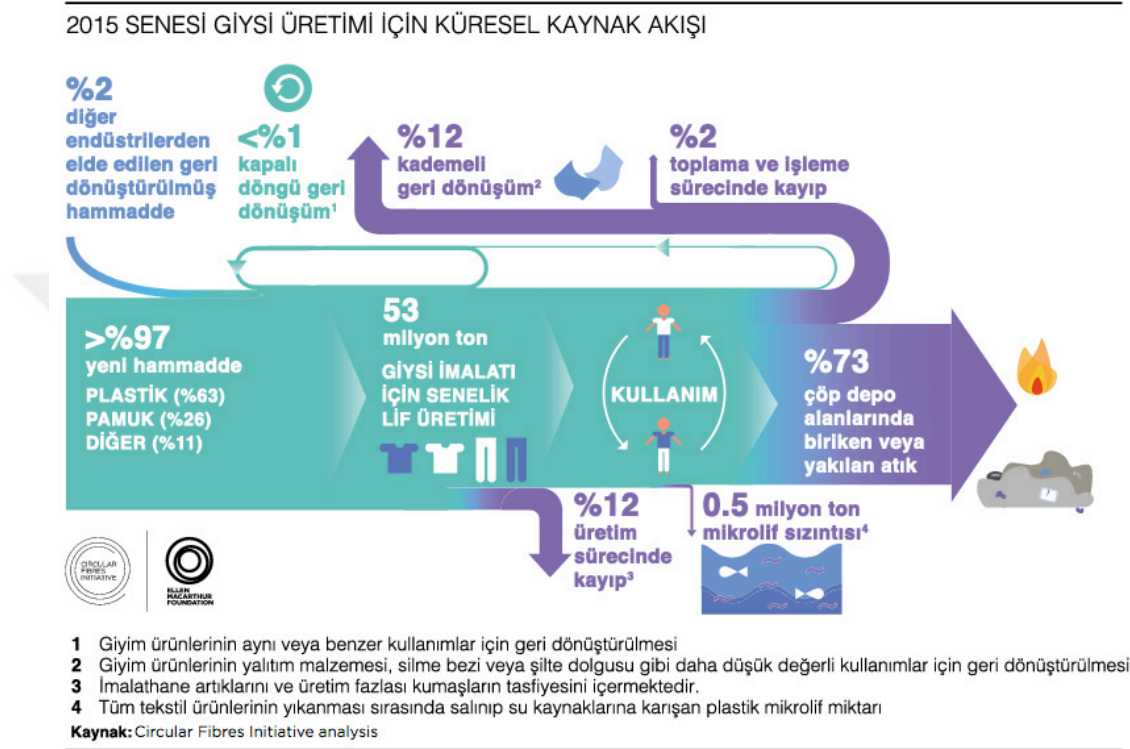 2015 SENESİ GİYSİ ÜRETİMİ İÇİN KÜRESEL KAYNAK AKIŞI
%2
diğer
endüstrilerden
elde edilen geri
dönüştürülmüş
hammadde
<%1
kapalı
döngü geri
dönüşüm¹
%12
kademeli
geri dönüşüm²
%2
toplama ve işleme
sürecinde kayıp
>%97
yeni hammadde
PLASTİK (%63)
PAMUK (%26)
DİĞER (%11)
53
milyon ton
GİYSİ İMALATI
İÇİN SENELİK
LİF ÜRETİMİ
KULLANIM
%73
çöp depo
alanlarında
biriken veya
yakılan atık
%12
üretim
sürecinde
kayıp³
0.5 milyon ton
mikrolif sızıntısı⁴
CIRCULAR
FIBRES
INITIATIVE
ELLEN
MACARTHUR
FOUNDATION
1 Giyim ürünlerinin aynı veya benzer kullanımlar için geri dönüştürülmesi
2 Giyim ürünlerinin yalıtım malzemesi, silme bezi veya şilte dolgusu gibi daha düşük değerli kullanımlar için geri dönüştürülmesi
3 İmalathane artıklarını ve üretim fazlası kumaşların tasfiyesini içermektedir.
4 Tüm tekstil ürünlerinin yıkanması sırasında salınıp su kaynaklarına karışan plastik mikrolif miktarı
Kaynak: Circular Fibres Initiative analysis